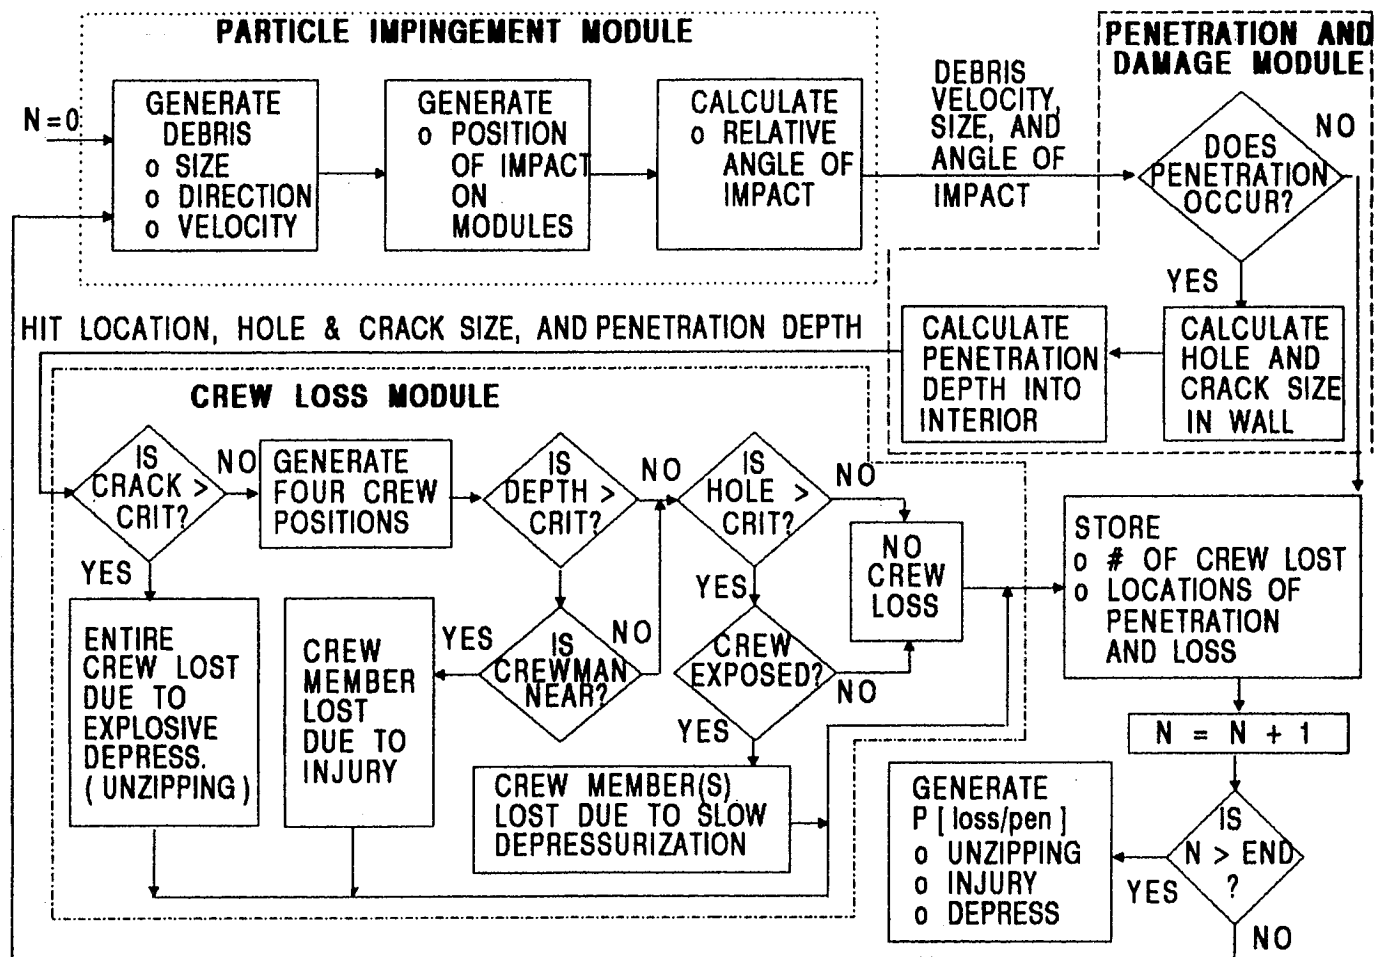 PARTICLE IMPINGEMENT MODULE
N=0
GENERATE
DEBRIS
o SIZE
o DIRECTION
o VELOCITY
GENERATE
o POSITION
OF IMPACT
ON
MODULES
CALCULATE
o RELATIVE
ANGLE OF
IMPACT
DEBRIS
VELOCITY,
SIZE, AND
ANGLE OF
IMPACT
PENETRATION AND
DAMAGE MODULE
DOES
PENETRATION
OCCUR?
NO
YES
CALCULATE
HOLE AND
CRACK SIZE
IN WALL
CALCULATE
PENETRATION
DEPTH INTO
INTERIOR
HIT LOCATION, HOLE & CRACK SIZE, AND PENETRATION DEPTH
CREW LOSS MODULE
IS
CRACK >
CRIT?
NO
YES
GENERATE
FOUR CREW
POSITIONS
IS
DEPTH >
CRIT?
NO
IS
HOLE >
CRIT?
NO
YES
NO
CREW
LOSS
ENTIRE
CREW LOST
DUE TO
EXPLOSIVE
DEPRESS.
( UNZIPPING )
CREW
MEMBER
LOST
DUE TO
INJURY
YES
IS
CREWMAN
NEAR?
NO
CREW
EXPOSED?
NO
YES
CREW MEMBER(S)
LOST DUE TO SLOW
DEPRESSURIZATION
STORE
o # OF CREW LOST
o LOCATIONS OF
PENETRATION
AND LOSS
N = N + 1
IS
N > END
?
YES
NO
GENERATE
P [ loss/pen ]
o UNZIPPING
o INJURY
o DEPRESS